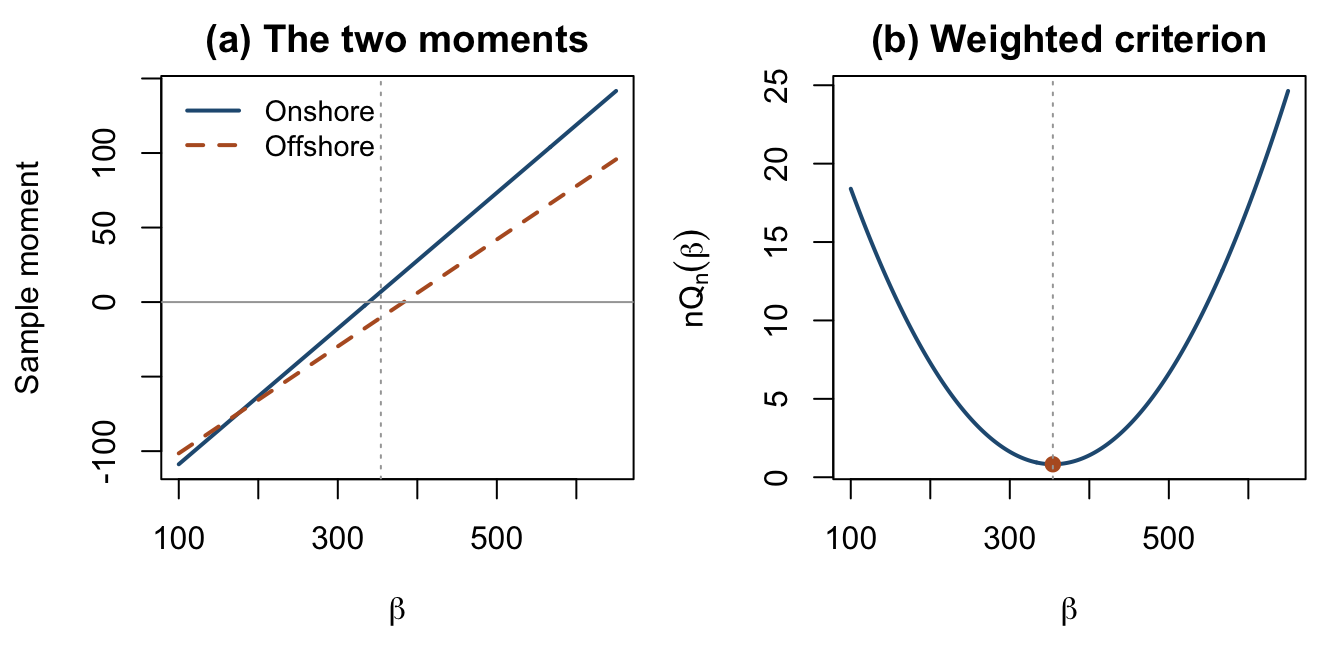 (a) The two moments
Onshore
Offshore
Sample moment
100
50
0
-100
100 300 500
β
(b) Weighted criterion
nQn(β)
25
20
15
10
5
0
100 300 500
β